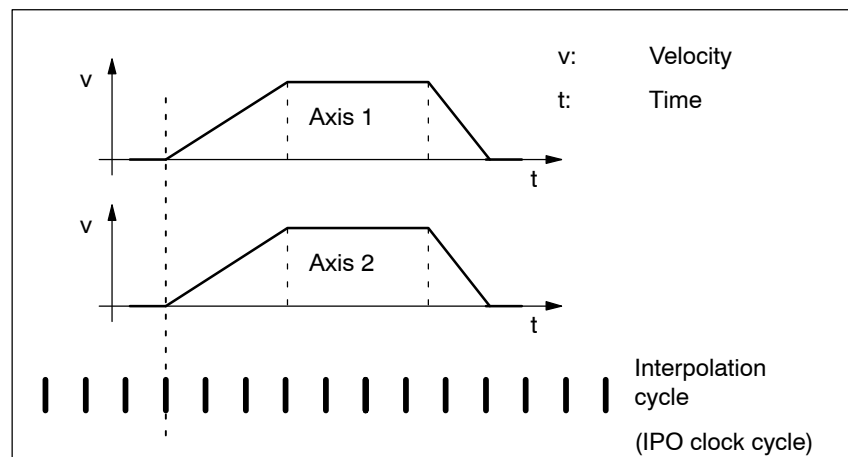 v
Axis 1
t
v: Velocity
t: Time
v
Axis 2
t
Interpolation
cycle
(IPO clock cycle)